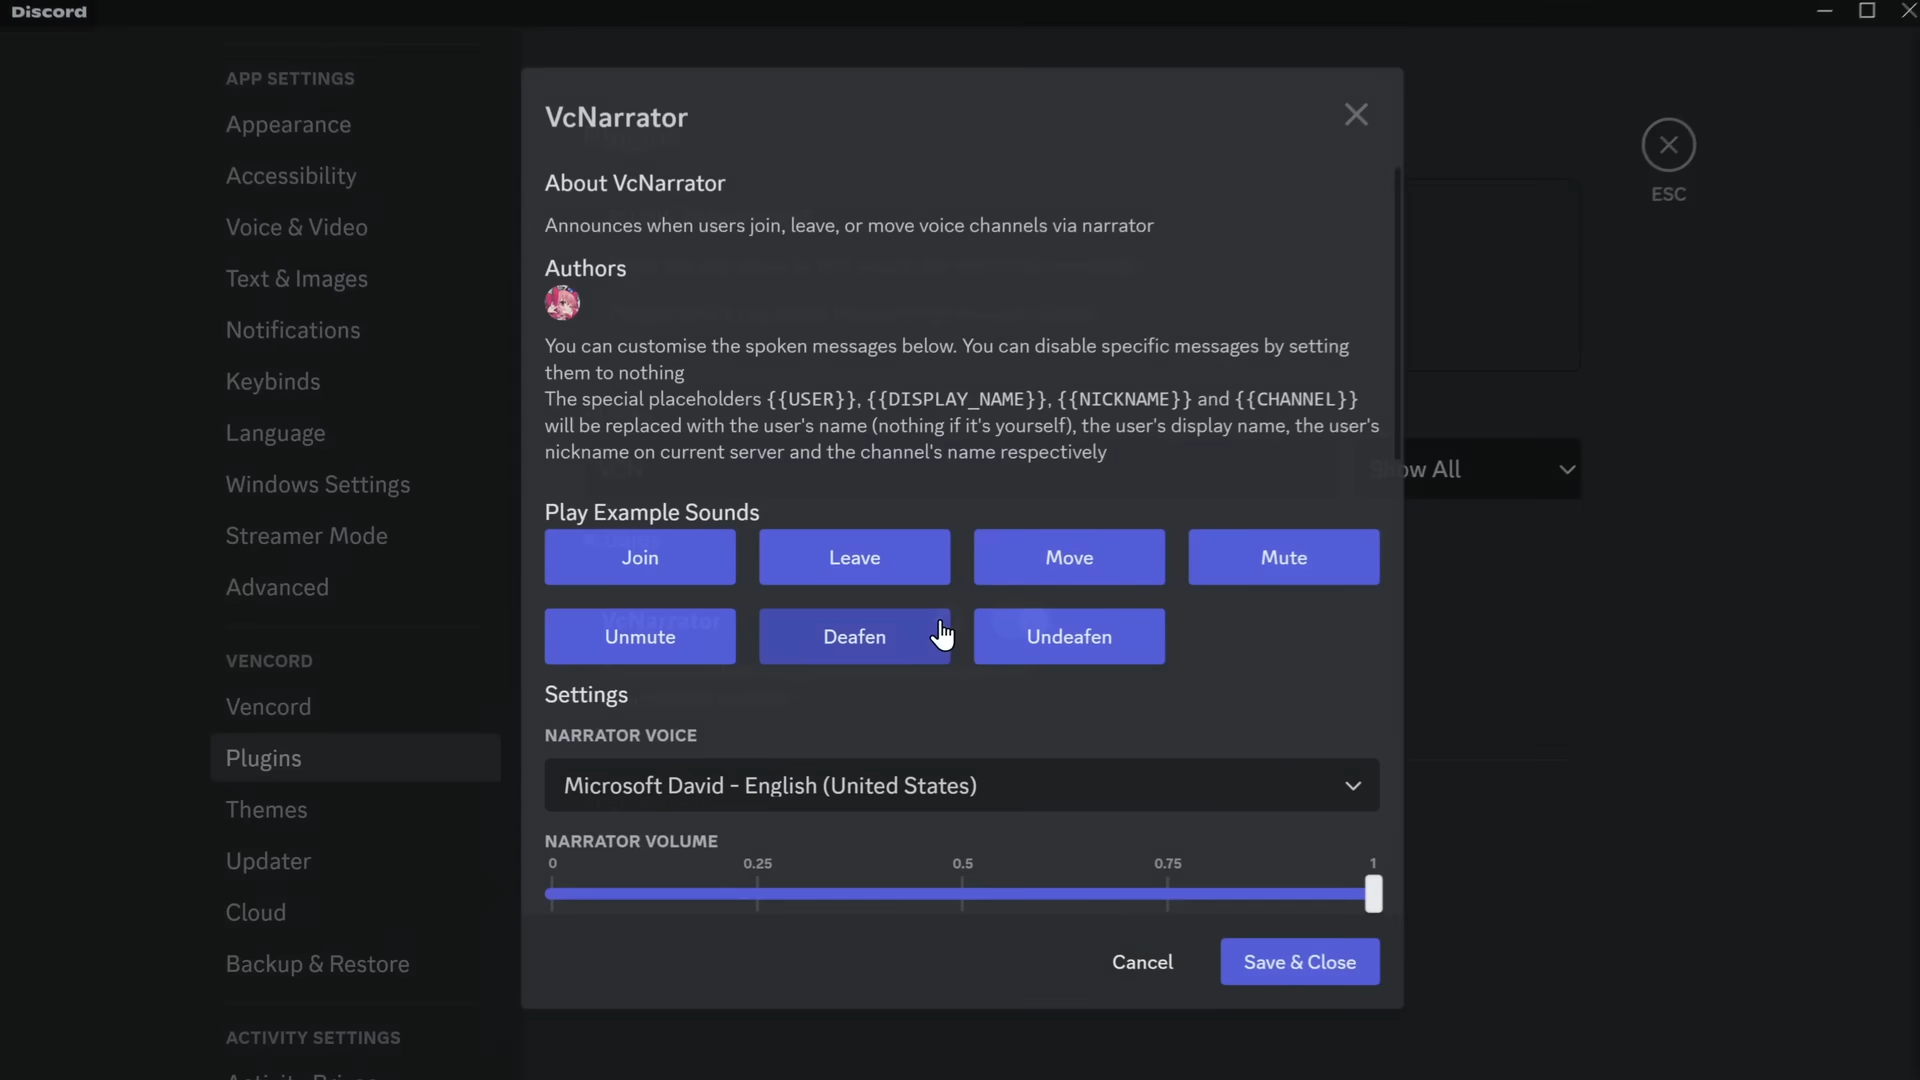 Discord
APP SETTINGS
Appearance
Accessibility
Voice & Video
Text & Images
Notifications
Keybinds
Language
Windows Settings
Streamer Mode
Advanced
VENCORD
Vencord
Plugins
Themes
Updater
Cloud
Backup & Restore
ACTIVITY SETTINGS
VcNarrator
About VcNarrator
Announces when users join, leave, or move voice channels via narrator
Authors
You can customise the spoken messages below. You can disable specific messages by setting
them to nothing
The special placeholders {{USER}}, {{DISPLAY_NAME}}, {{NICKNAME}} and {{CHANNEL}}
will be replaced with the user's name (nothing if it's yourself), the user's display name, the user's
nickname on current server and the channel's name respectively
Play Example Sounds
Join Leave Move Mute
Unmute Deafen Undeafen
Settings
NARRATOR VOICE
Microsoft David - English (United States)
NARRATOR VOLUME
0 0.25 0.5 0.75 1
Cancel Save & Close
ESC
Show All